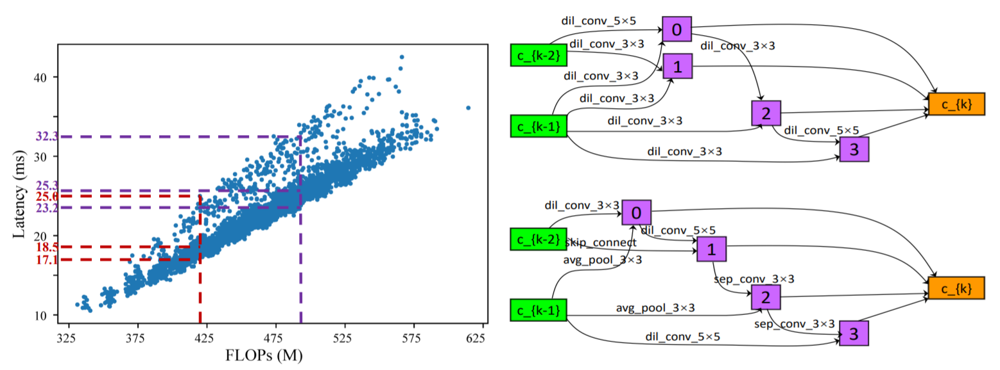 40
32.3
30
25.3
25.0
23.2
20
18.5
17.1
10
Latency (ms)
325 375 425 475 525 575 625
FLOPs (M)
dil_conv_5×5
0
dil_conv_3×3
dil_conv_3×3
c_{k-2}
1
dil_conv_3×3
dil_conv_3×3
c_{k}
2
dil_conv_3×3
c_{k-1}
dil_conv_5×5
dil_conv_3×3
3
dil_conv_3×3
0
dil_conv_5×5
c_{k-2}
skip_connect
1
avg_pool_3×3
sep_conv_3×3
c_{k}
2
avg_pool_3×3
c_{k-1}
sep_conv_3×3
dil_conv_5×5
3